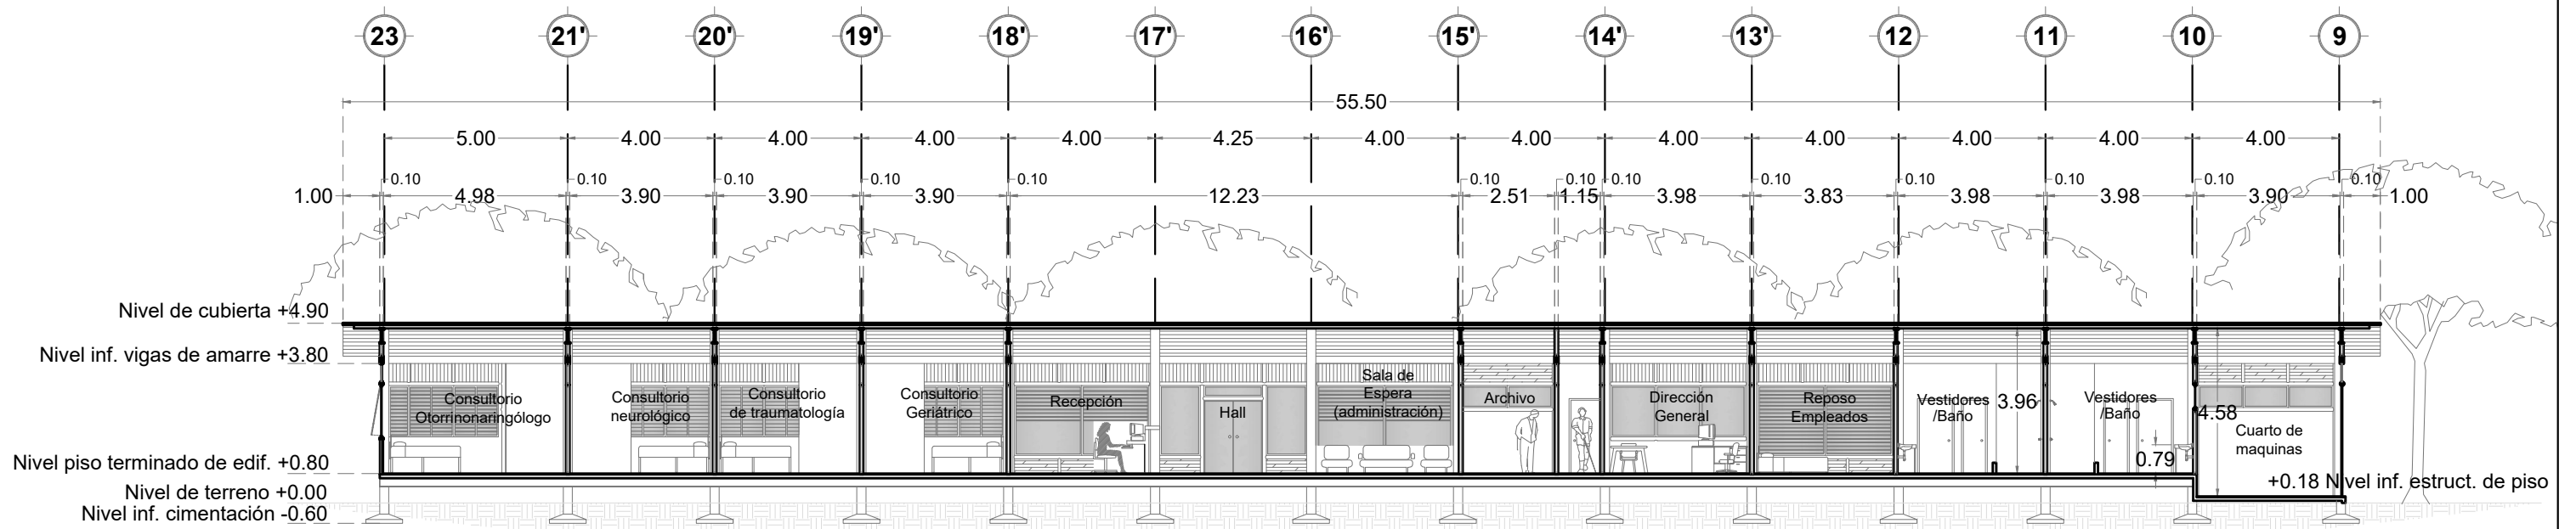 23 21' 20' 19' 18' 17' 16' 15' 14' 13' 12 11 10 9
55.50
5.00 4.00 4.00 4.00 4.00 4.25 4.00 4.00 4.00 4.00 4.00 4.00 4.00
0.10 0.10 0.10 0.10 0.10 0.10 0.10 0.10 0.10 0.10 0.10 0.10 0.10
1.00 4.98 3.90 3.90 3.90 12.23 2.51 1.15 3.98 3.83 3.98 3.98 3.90 1.00
Nivel de cubierta +4.90
Nivel inf. vigas de amarre +3.80
Nivel piso terminado de edif. +0.80
Nivel de terreno +0.00
Nivel inf. cimentación -0.60
Consultorio
Otorrinonaringólogo
Consultorio
neurológico
Consultorio
de traumatología
Consultorio
Geriátrico
Recepción
Hall
Sala de
Espera
(administración)
Archivo
Dirección
General
Reposo
Empleados
Vestidores
/Baño
3.96
Vestidores
/Baño
0.79
4.58
Cuarto de
maquinas
+0.18 Nivel inf. estruct. de piso